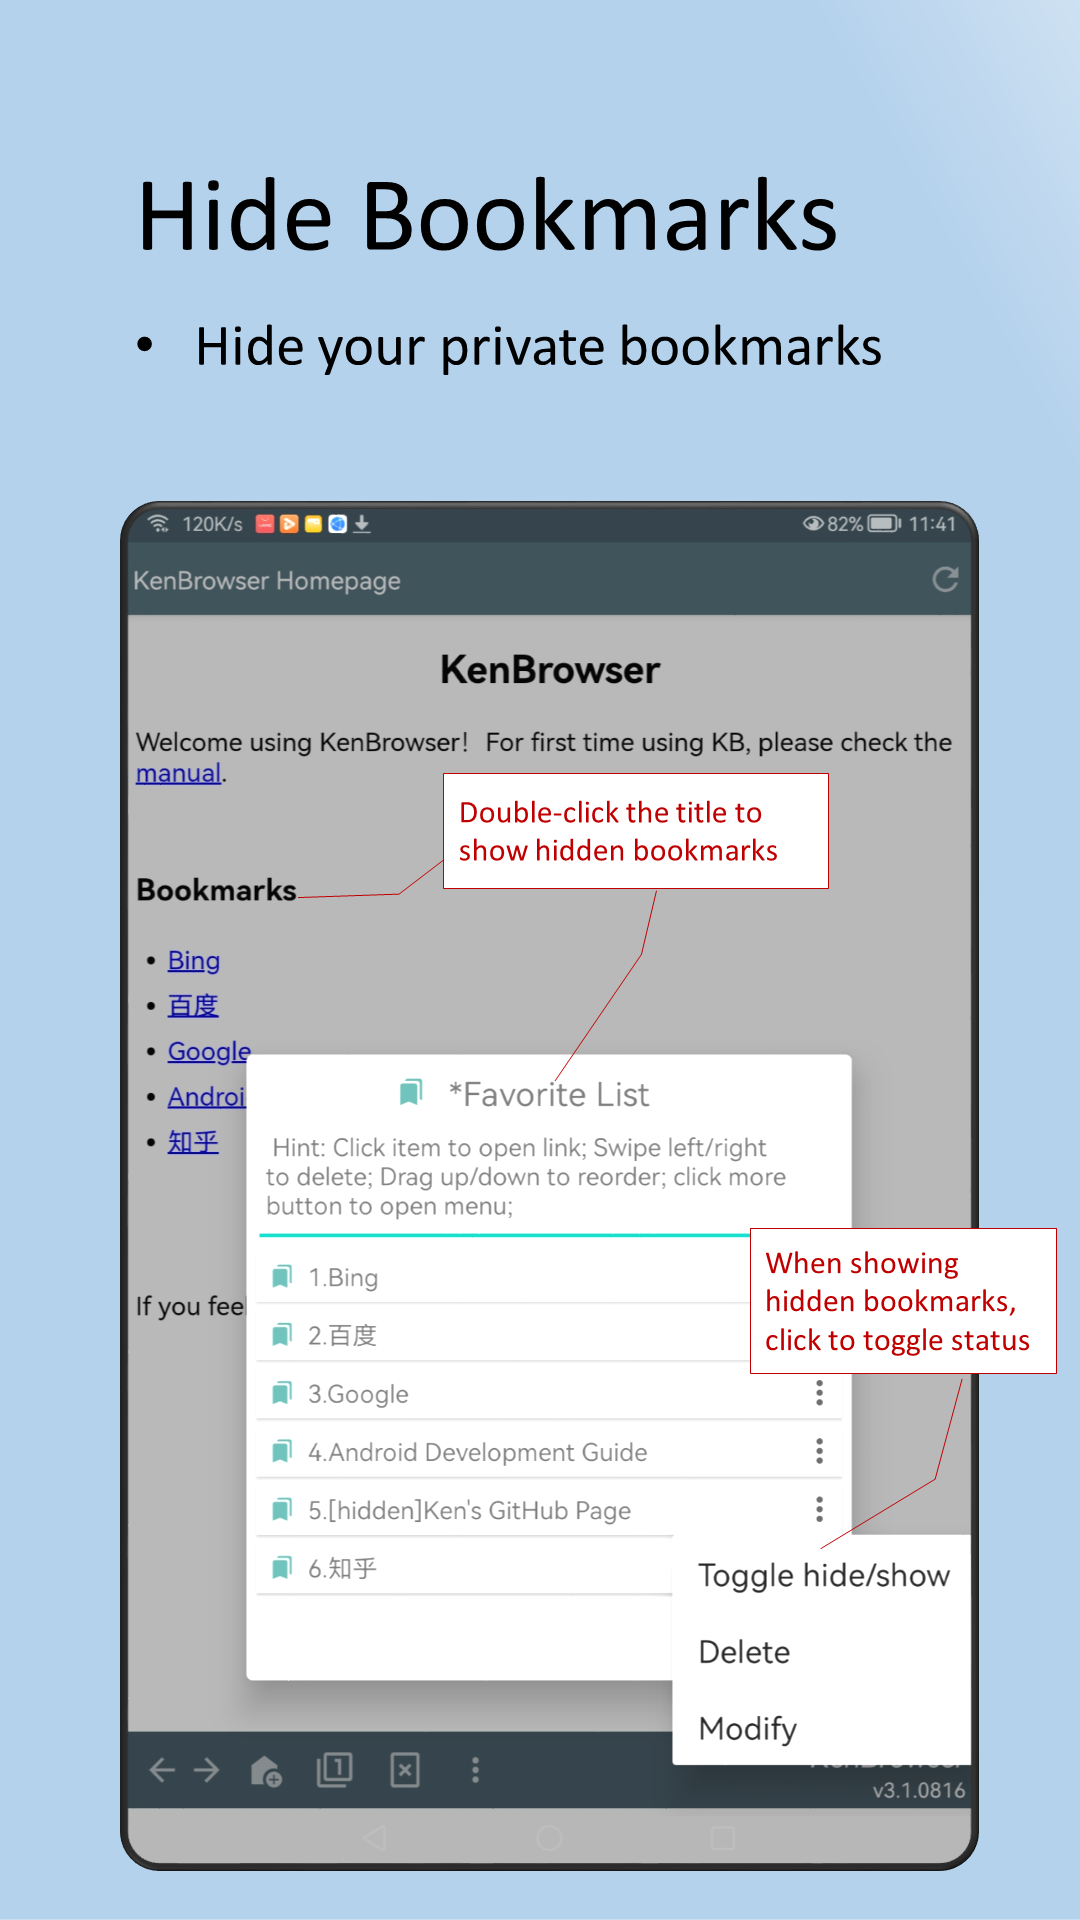 Hide Bookmarks
• Hide your private bookmarks
120K/s
82% 11:41
KenBrowser Homepage
KenBrowser
Welcome using KenBrowser! For first time using KB, please check the
manual.
Double-click the title to
show hidden bookmarks
Bookmarks
• Bing
• 百度
• Google
• Androi
• 知乎
*Favorite List
Hint: Click item to open link; Swipe left/right
to delete; Drag up/down to reorder; click more
button to open menu;
When showing
hidden bookmarks,
click to toggle status
1.Bing
If you feel
2.百度
3.Google
4.Android Development Guide
5.[hidden]Ken's GitHub Page
6.知乎
Toggle hide/show
Delete
Modify
1
KenBrowser
v3.1.0816